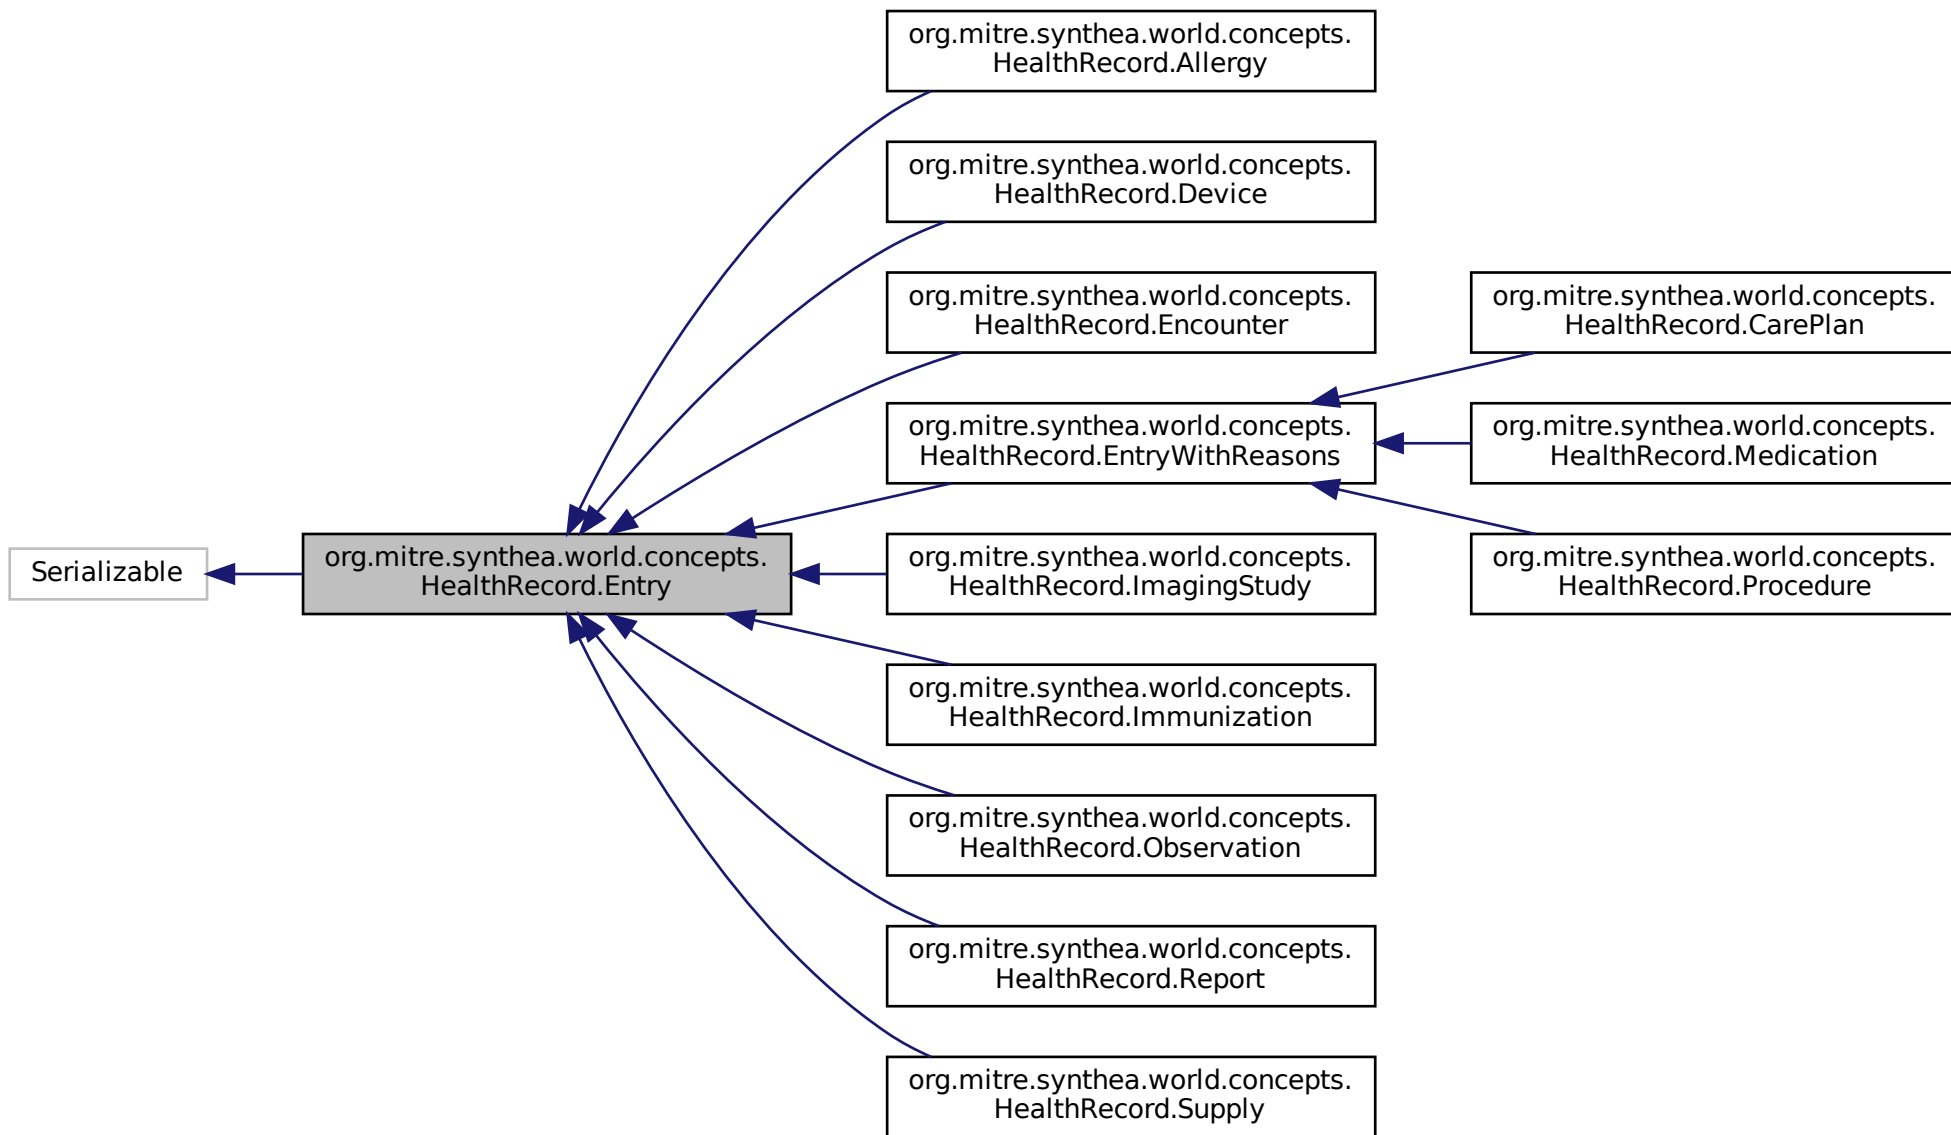 Serializable
org.mitre.synthea.world.concepts.
HealthRecord.Entry
org.mitre.synthea.world.concepts.
HealthRecord.Allergy
org.mitre.synthea.world.concepts.
HealthRecord.Device
org.mitre.synthea.world.concepts.
HealthRecord.Encounter
org.mitre.synthea.world.concepts.
HealthRecord.EntryWithReasons
org.mitre.synthea.world.concepts.
HealthRecord.ImagingStudy
org.mitre.synthea.world.concepts.
HealthRecord.Immunization
org.mitre.synthea.world.concepts.
HealthRecord.Observation
org.mitre.synthea.world.concepts.
HealthRecord.Report
org.mitre.synthea.world.concepts.
HealthRecord.Supply
org.mitre.synthea.world.concepts.
HealthRecord.CarePlan
org.mitre.synthea.world.concepts.
HealthRecord.Medication
org.mitre.synthea.world.concepts.
HealthRecord.Procedure